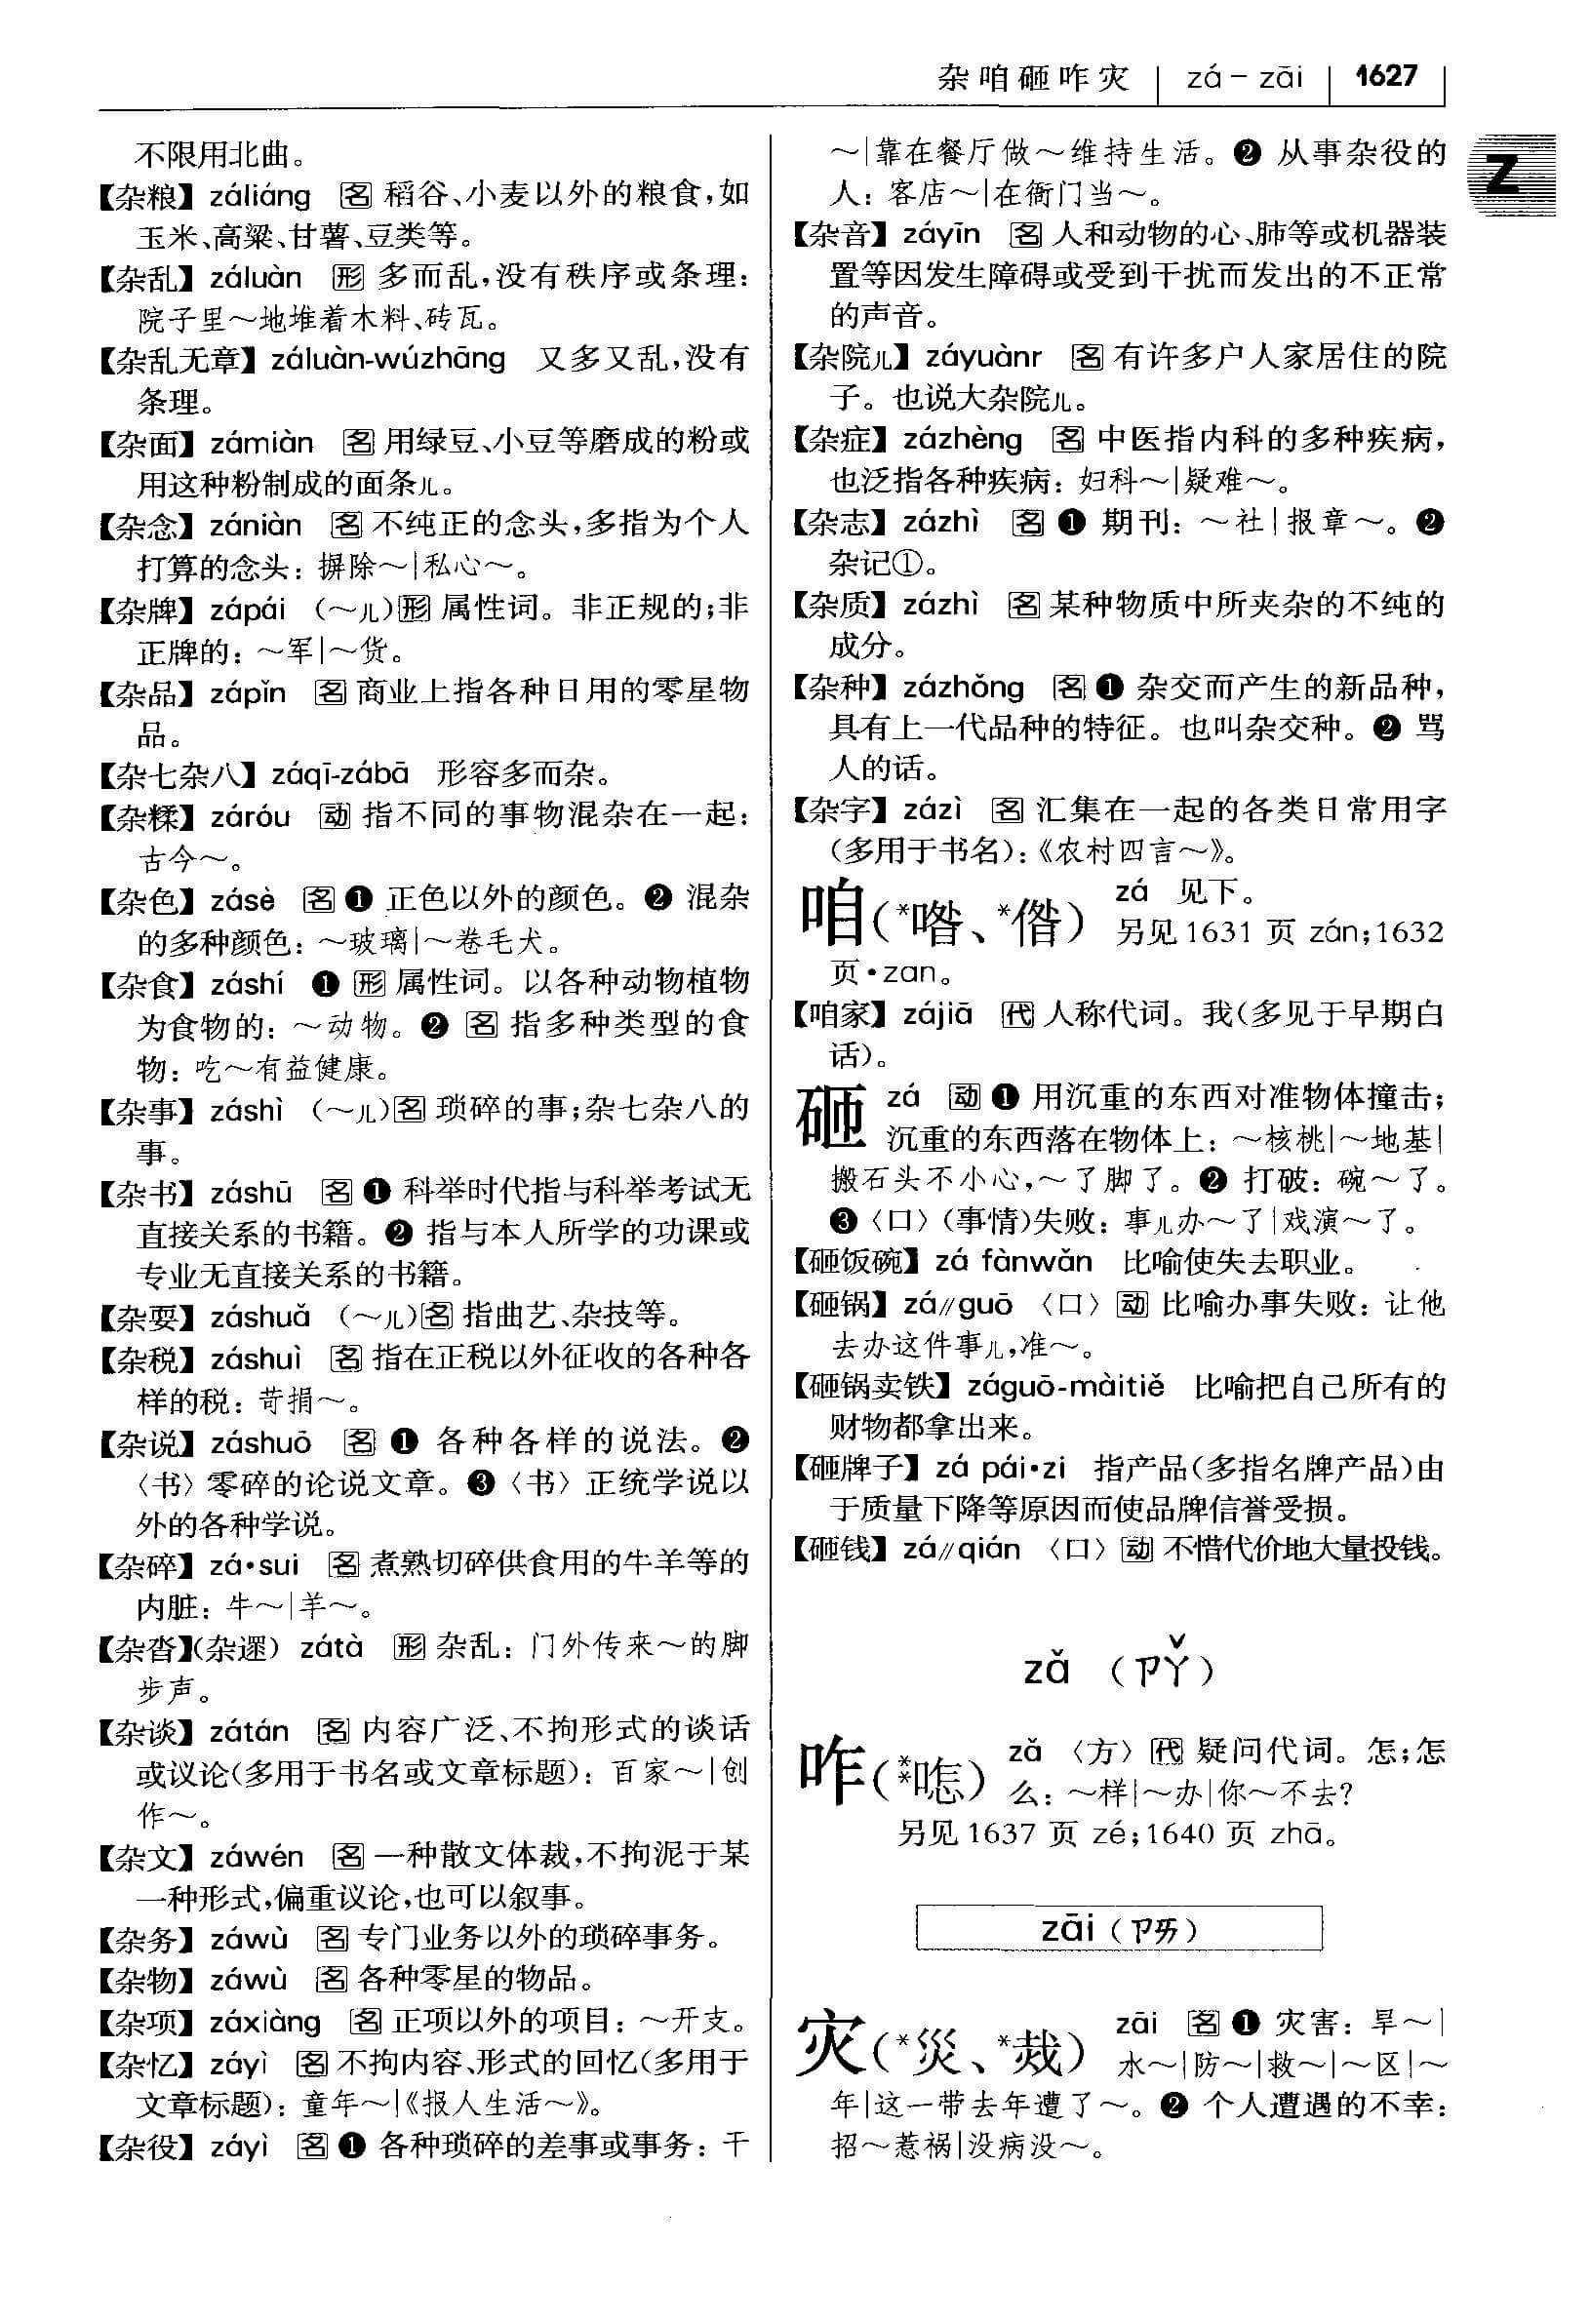 杂咱砸咋灾 | zá－zāi | 1627
Z
不限用北曲。
【杂粮】 záliáng 名 稻谷、小麦以外的粮食,如
玉米、高粱、甘薯、豆类等。
【杂乱】 záluàn 形 多而乱,没有秩序或条理:
院子里～地堆着木料、砖瓦。
【杂乱无章】 záluàn-wúzhāng 又多又乱,没有
条理。
【杂面】 zámiàn 名 用绿豆、小豆等磨成的粉或
用这种粉制成的面条儿。
【杂念】 zániàn 名 不纯正的念头,多指为个人
打算的念头: 摒除～|私心～。
【杂牌】 zápái (～儿)形 属性词。非正规的;非
正牌的: ～军|～货。
【杂品】 zápǐn 名 商业上指各种日用的零星物
品。
【杂七杂八】 záqī-zábā 形容多而杂。
【杂糅】 záróu 动 指不同的事物混杂在一起:
古今～。
【杂色】 zásè 名 ❶ 正色以外的颜色。❷ 混杂
的多种颜色: ～玻璃|～卷毛犬。
【杂食】 záshí ❶ 形 属性词。以各种动物植物
为食物的: ～动物。❷ 名 指多种类型的食
物: 吃～有益健康。
【杂事】 záshì (～儿)名 琐碎的事;杂七杂八的
事。
【杂书】 záshū 名 ❶ 科举时代指与科举考试无
直接关系的书籍。❷ 指与本人所学的功课或
专业无直接关系的书籍。
【杂耍】 záshuǎ (～儿)名 指曲艺、杂技等。
【杂税】 záshuì 名 指在正税以外征收的各种各
样的税: 苛捐～。
【杂说】 záshuō 名 ❶ 各种各样的说法。❷
〈书〉零碎的论说文章。❸〈书〉正统学说以
外的各种学说。
【杂碎】 zá•sui 名 煮熟切碎供食用的牛羊等的
内脏: 牛～|羊～。
【杂沓】(杂遝) zátà 形 杂乱: 门外传来～的脚
步声。
【杂谈】 zátán 名 内容广泛、不拘形式的谈话
或议论(多用于书名或文章标题): 百家～|创
作～。
【杂文】 záwén 名 一种散文体裁,不拘泥于某
一种形式,偏重议论,也可以叙事。
【杂务】 záwù 名 专门业务以外的琐碎事务。
【杂物】 záwù 名 各种零星的物品。
【杂项】 záxiàng 名 正项以外的项目: ～开支。
【杂忆】 záyì 名 不拘内容、形式的回忆(多用于
文章标题): 童年～|《报人生活～》。
【杂役】 záyì 名 ❶ 各种琐碎的差事或事务: 干
～|靠在餐厅做～维持生活。❷ 从事杂役的
人: 客店～|在衙门当～。
【杂音】 záyīn 名 人和动物的心、肺等或机器装
置等因发生障碍或受到干扰而发出的不正常
的声音。
【杂院儿】 záyuànr 名 有许多户人家居住的院
子。也说大杂院儿。
【杂症】 zázhèng 名 中医指内科的多种疾病,
也泛指各种疾病: 妇科～|疑难～。
【杂志】 zázhì 名 ❶ 期刊: ～社|报章～。❷
杂记①。
【杂质】 zázhì 名 某种物质中所夹杂的不纯的
成分。
【杂种】 zázhǒng 名 ❶ 杂交而产生的新品种,
具有上一代品种的特征。也叫杂交种。❷ 骂
人的话。
【杂字】 zázì 名 汇集在一起的各类日常用字
(多用于书名):《农村四言～》。
咱(*喒、*偺) zá 见下。
另见1631 页 zán;1632
页•zan。
【咱家】 zájiā 代 人称代词。我(多见于早期白
话)。
砸 zá 动 ❶ 用沉重的东西对准物体撞击;
沉重的东西落在物体上: ～核桃|～地基|
搬石头不小心,～了脚了。❷ 打破: 碗～了。
❸〈口〉(事情)失败: 事儿办～了|戏演～了。
【砸饭碗】 zá fànwǎn 比喻使失去职业。
【砸锅】 zá//guō 〈口〉动 比喻办事失败: 让他
去办这件事儿,准～。
【砸锅卖铁】 záguō-màitiě 比喻把自己所有的
财物都拿出来。
【砸牌子】 zá pái•zi 指产品(多指名牌产品)由
于质量下降等原因而使品牌信誉受损。
【砸钱】 zá//qián 〈口〉动 不惜代价地大量投钱。
zǎ (ㄗㄚˇ)
咋(**喒) zǎ 〈方〉代 疑问代词。怎;怎
么: ～样|～办|你～不去?
另见1637 页 zé;1640 页 zhā。
zāi (ㄗㄞ)
灾(*災、*烖) zāi 名 ❶ 灾害: 旱～|
水～|防～|救～|～区|～
年|这一带去年遭了～。❷ 个人遭遇的不幸:
招～惹祸|没病没～。